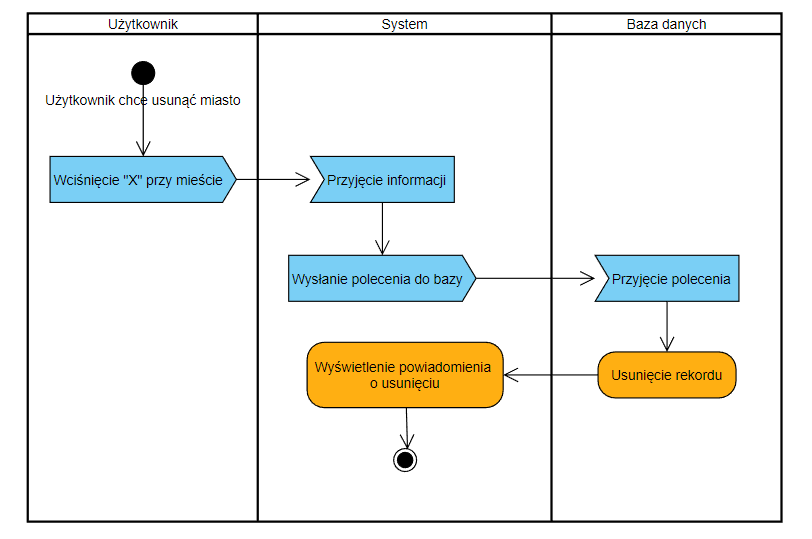 Użytkownik
System
Baza danych
Użytkownik chce usunąć miasto
Wciśnięcie "X" przy mieście
Przyjęcie informacji
Wysłanie polecenia do bazy
Przyjęcie polecenia
Wyświetlenie powiadomienia
o usunięciu
Usunięcie rekordu